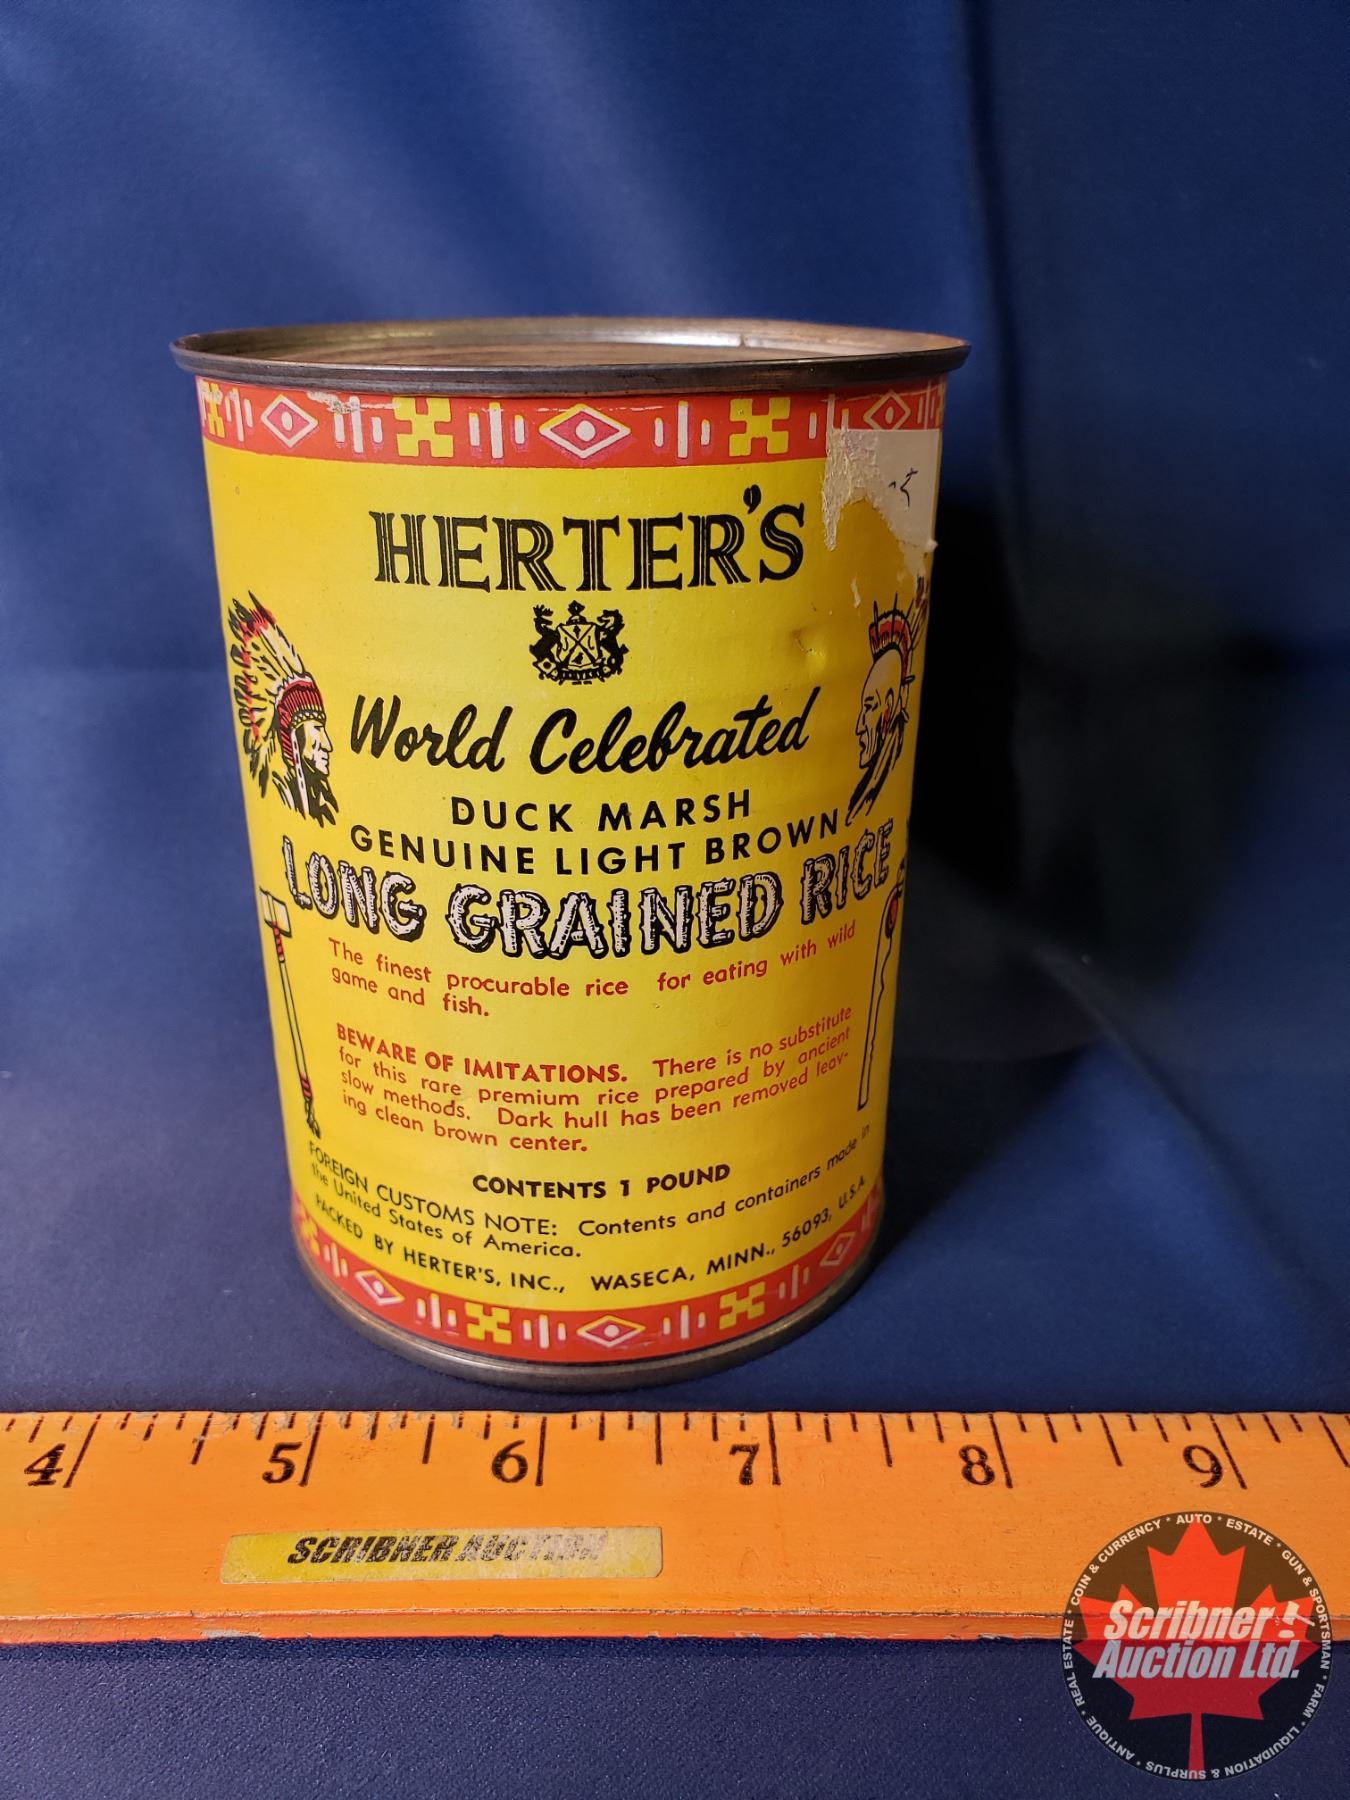 HERTER'S
World Celebrated
DUCK MARSH
GENUINE LIGHT BROWN
LONG GRAINED RICE
The finest procurable rice for eating with wild
game and fish.
BEWARE OF IMITATIONS. There is no substitute
for this rare premium rice prepared by ancient
slow methods. Dark hull has been removed leav-
ing clean brown center.
CONTENTS 1 POUND
FOREIGN CUSTOMS NOTE: Contents and containers made in
the United States of America.
PACKED BY HERTER'S, INC., WASECA, MINN., 56093, U.S.A.
4 5 6 7 8 9
SCRIBNER AUCTION
REAL ESTATE * COIN & CURRENCY * AUTO * ESTATE * GUN & SPORTSMAN * FARM * LIQUIDATION & SURPLUS * ANTIQUE *
Scribner!
Auction Ltd.